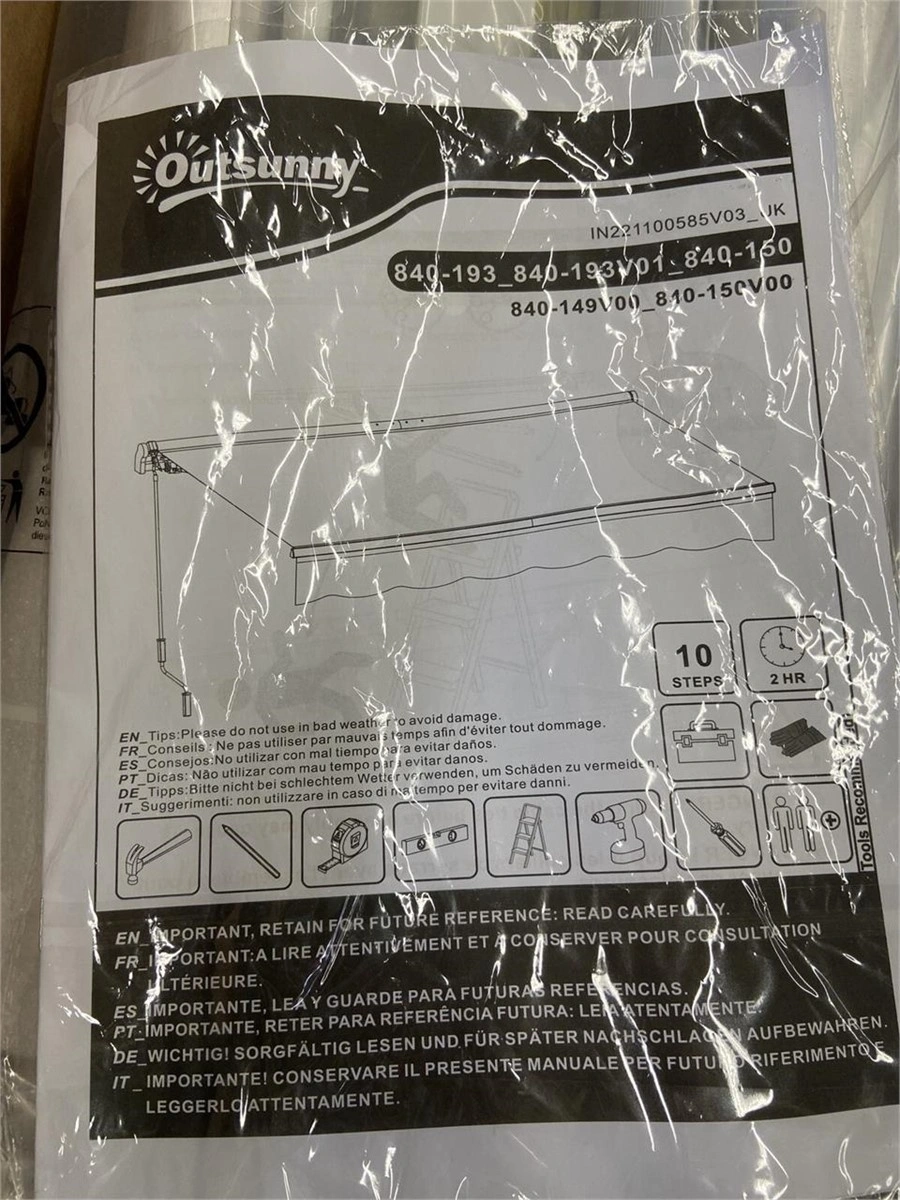 Outsunny
IN221100585V03_UK
840-193_840-193V01_840-150
840-149V00_840-150V00
10
STEPS
2 HR
EN_Tips:Please do not use in bad weather to avoid damage.
FR_Conseils : Ne pas utiliser par mauvais temps afin d'éviter tout dommage.
ES_Consejos:No utilizar con mal tiempo para evitar daños.
PT_Dicas: Não utilizar com mau tempo para evitar danos.
DE_Tipps:Bitte nicht bei schlechtem Wetter verwenden, um Schäden zu vermeiden.
IT_Suggerimenti: non utilizzare in caso di maltempo per evitare danni.
Tools
EN_IMPORTANT, RETAIN FOR FUTURE REFERENCE: READ CAREFULLY.
FR_IMPORTANT:A LIRE ATTENTIVEMENT ET A CONSERVER POUR CONSULTATION
ULTÉRIEURE.
ES_IMPORTANTE, LEA Y GUARDE PARA FUTURAS REFERENCIAS.
PT-IMPORTANTE, RETER PARA REFERÊNCIA FUTURA: LEIA ATENTAMENTE.
DE_WICHTIG! SORGFÄLTIG LESEN UND FÜR SPÄTER NACHSCHLAGEN AUFBEWAHREN.
IT_IMPORTANTE! CONSERVARE IL PRESENTE MANUALE PER FUTURO RIFERIMENTO E
LEGGERLO ATTENTAMENTE.